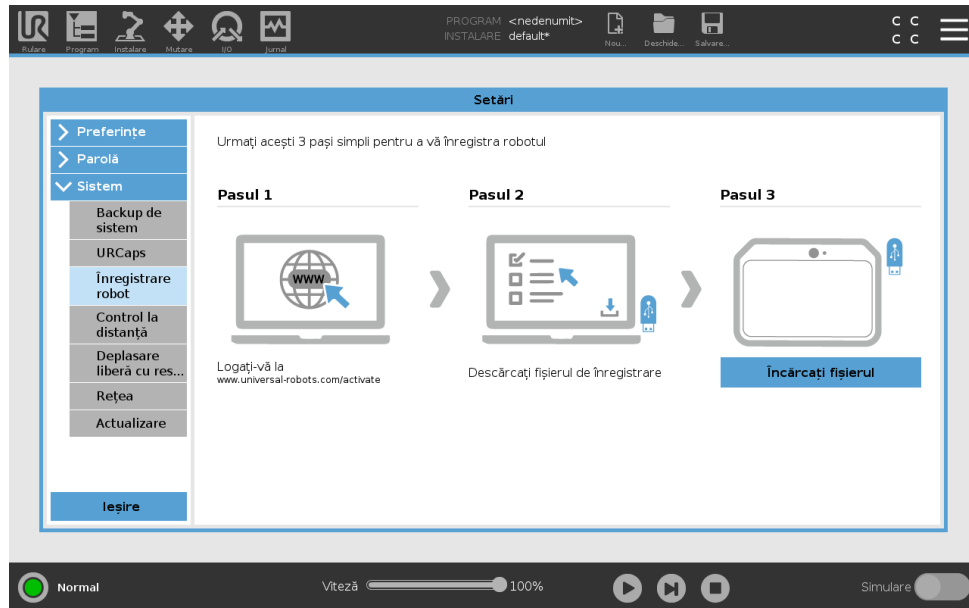 PROGRAM <nedenumit>
INSTALARE default*
Rulare Program Instalare Mutare I/O Jurnal
Nou... Deschide... Salvare...
C C
C C
Setări
Preferințe
Parolă
Sistem
Backup de
sistem
URCaps
Înregistrare
robot
Control la
distanță
Deplasare
liberă cu res...
Rețea
Actualizare
Ieșire
Urmați acești 3 pași simpli pentru a vă înregistra robotul
Pasul 1
WWW
Logați-vă la
www.universal-robots.com/activate
Pasul 2
Descărcați fișierul de înregistrare
Pasul 3
Încărcați fișierul
Normal
Viteză 100%
Simulare